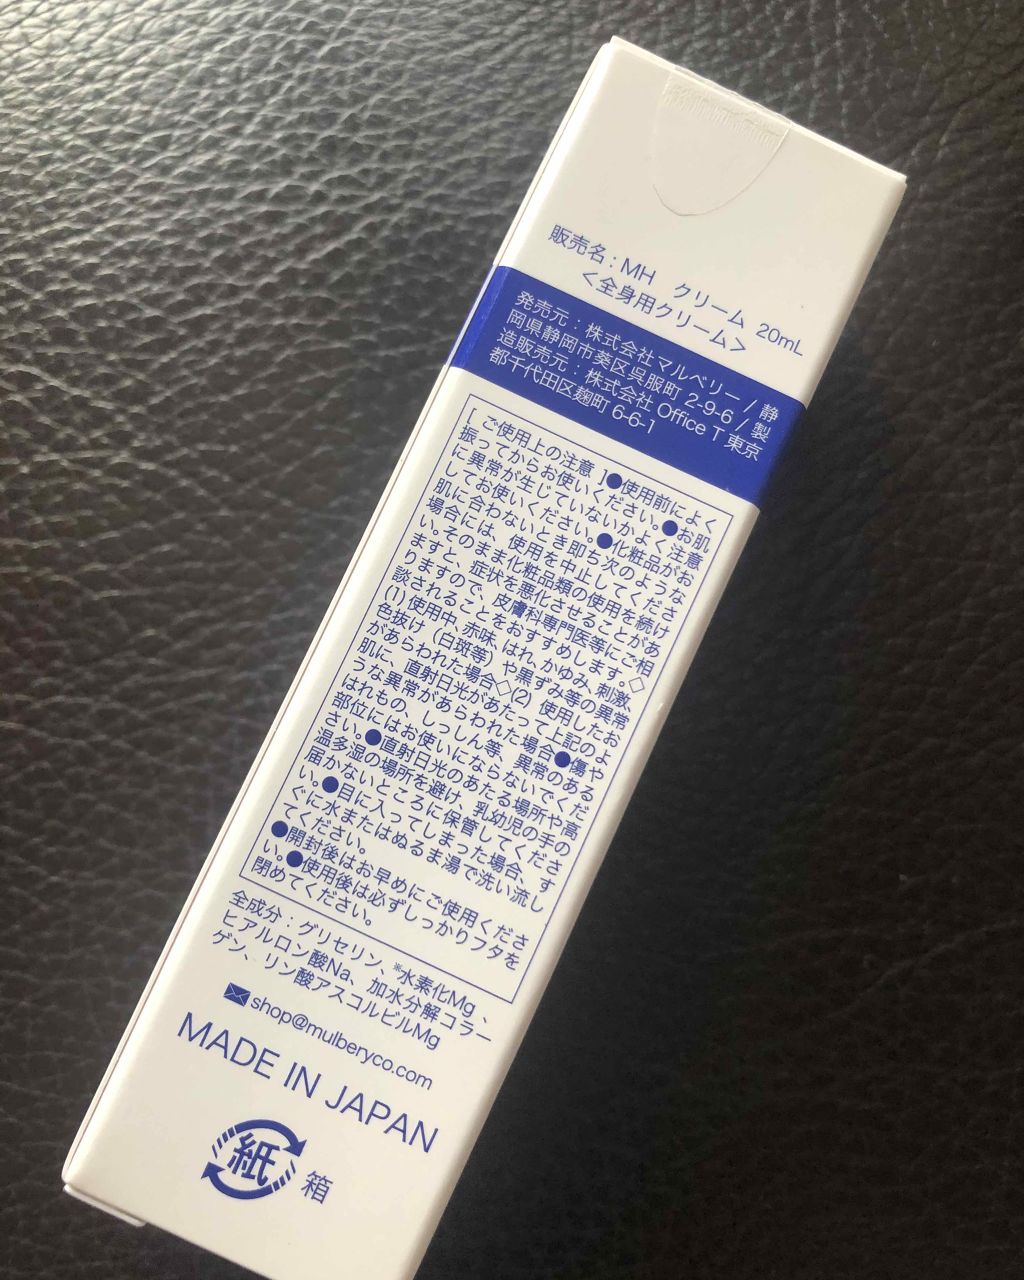 販売名：MH　クリーム　20mL
＜全身用クリーム＞
発売元：株式会社マルベリー / 静
岡県静岡市葵区呉服町 2-9-6 / 製
造販売元：株式会社 Office T 東京
都千代田区麹町 6-6-1
［ご使用上の注意］●使用前によく
振ってからお使いください。●お肌
に異常が生じていないかよく注意
してお使いください。●化粧品がお
肌に合わないとき即ち次のような
場合には、使用を中止してくださ
い。そのまま化粧品類の使用を続け
ますと、症状を悪化させることがあ
りますので、皮膚科専門医等にご相
談されることをおすすめします。◇
(1) 使用中、赤味、はれ、かゆみ、刺激、
色抜け（白斑等）や黒ずみ等の異常
があらわれた場合◇(2) 使用したお
肌に、直射日光があたって上記のよ
うな異常があらわれた場合●傷や
はれもの、しっしん等、異常のある
部位にはお使いにならないでくだ
さい。●直射日光のあたる場所や高
温多湿の場所を避け、乳幼児の手の
届かないところに保管してくださ
い。●目に入ってしまった場合、す
ぐに水またはぬるま湯で洗い流し
てください。
●開封後はお早めにご使用くださ
い。●使用後は必ずしっかりフタを
閉めてください。
全成分：グリセリン、※水素化Mg 、
ヒアルロン酸Na、加水分解コラー
ゲン、リン酸アスコルビルMg
shop@mulberyco.com
MADE IN JAPAN
紙 箱